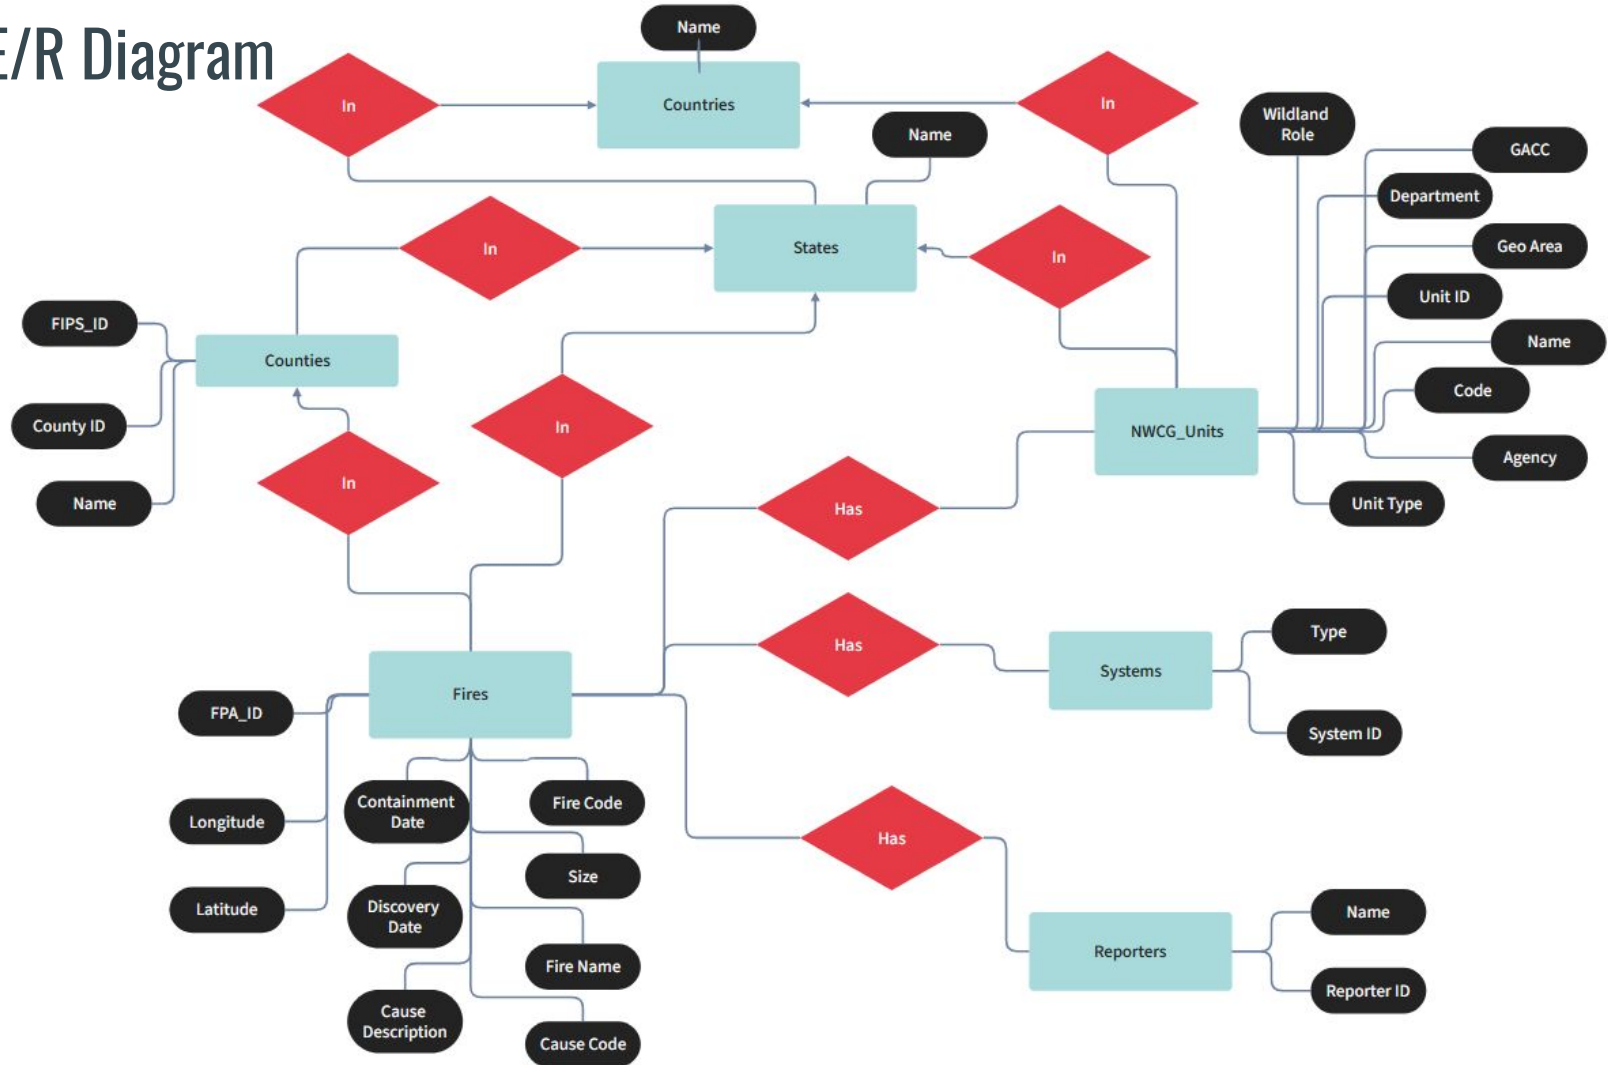 E/R Diagram
Name
In
Countries
In
Name
Wildland
Role
GACC
Department
In
States
In
Geo Area
Unit ID
FIPS_ID
Counties
Name
Code
County ID
In
NWCG_Units
Agency
In
Name
Has
Unit Type
Has
Systems
Type
FPA_ID
Fires
System ID
Longitude
Containment
Date
Fire Code
Has
Size
Latitude
Discovery
Date
Name
Fire Name
Reporters
Reporter ID
Cause
Description
Cause Code